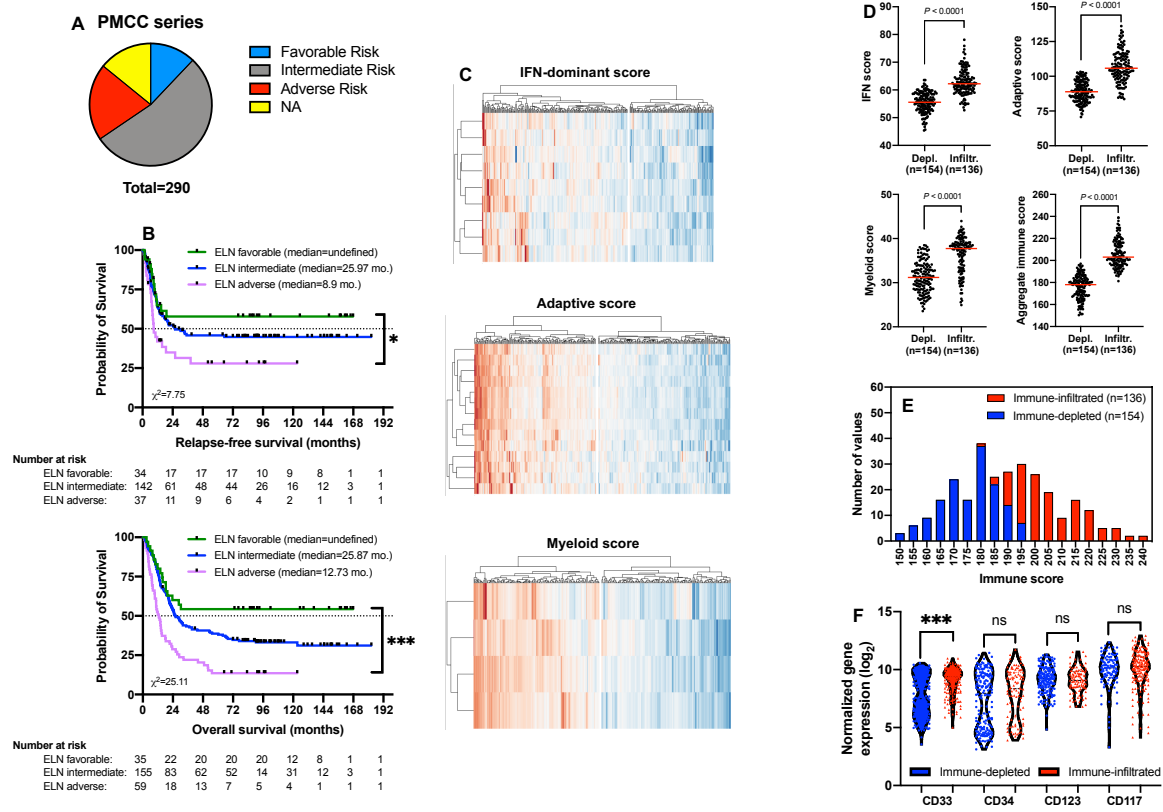 A
PMCC series
Favorable Risk
Intermediate Risk
Adverse Risk
NA
Total=290
B
100
75
50
25
0
Probability of Survival
ELN favorable (median=undefined)
ELN intermediate (median=25.97 mo.)
ELN adverse (median=8.9 mo.)
*
χ²=7.75
0 24 48 72 96 120 144 168 192
Relapse-free survival (months)
Number at risk
ELN favorable: 34 17 17 17 10 9 8 1 1
ELN intermediate: 142 61 48 44 26 16 12 3 1
ELN adverse: 37 11 9 6 4 2 1 1 1
100
75
50
25
0
Probability of Survival
ELN favorable (median=undefined)
ELN intermediate (median=25.87 mo.)
ELN adverse (median=12.73 mo.)
***
χ²=25.11
0 24 48 72 96 120 144 168 192
Overall survival (months)
Number at risk
ELN favorable: 35 22 20 20 20 12 8 1 1
ELN intermediate: 155 83 62 52 14 31 12 3 1
ELN adverse: 59 18 13 7 5 4 1 1 1
C
IFN-dominant score
Adaptive score
Myeloid score
D
P < 0.0001
90
80
70
60
50
40
IFN score
Depl. Infiltr.
(n=154) (n=136)
P < 0.0001
150
125
100
75
50
Adaptive score
Depl. Infiltr.
(n=154) (n=136)
P < 0.0001
50
40
30
20
Myeloid score
Depl. Infiltr.
(n=154) (n=136)
P < 0.0001
260
240
220
200
180
160
140
Aggregate immune score
Depl. Infiltr.
(n=154) (n=136)
E
60
50
40
30
20
10
0
Number of values
Immune-infiltrated (n=136)
Immune-depleted (n=154)
150 155 160 165 170 175 180 185 190 195 200 205 210 215 220 225 230 235 240
Immune score
F
15
10
5
0
Normalized gene
expression (log2)
*** ns ns ns
Immune-depleted
Immune-infiltrated
CD33 CD34 CD123 CD117